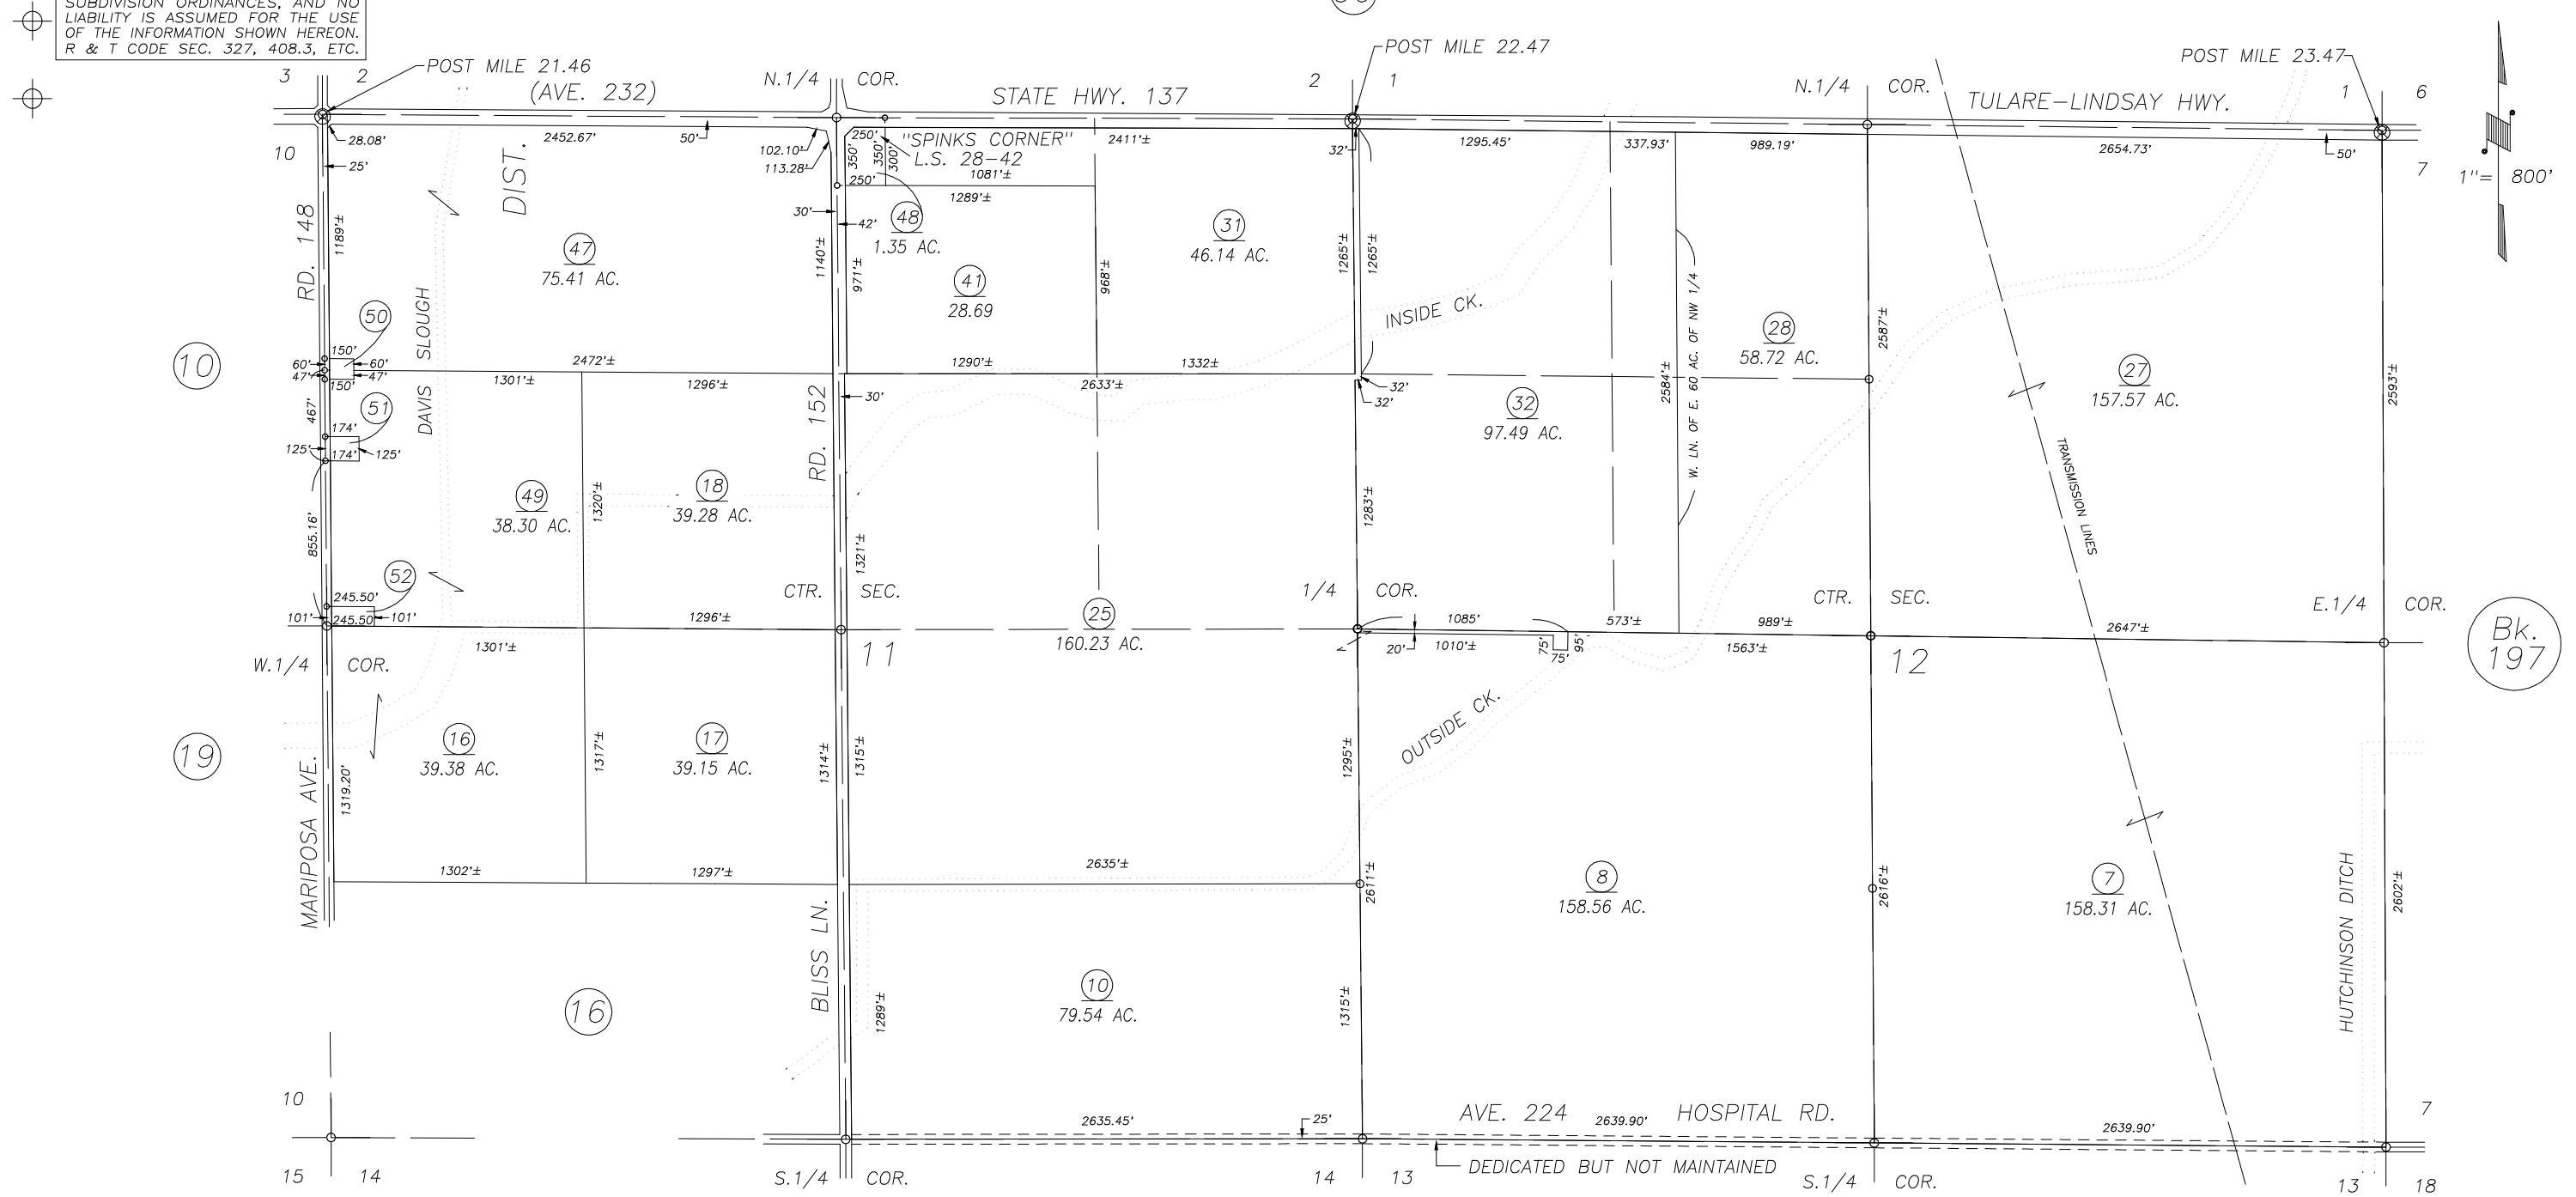 SUBDIVISION ORDINANCES, AND NO
LIABILITY IS ASSUMED FOR THE USE
OF THE INFORMATION SHOWN HEREON.
R & T CODE SEC. 327, 408.3, ETC.
POST MILE 21.46
POST MILE 22.47
POST MILE 23.47
3 2
N.1/4 COR.
2 1
N.1/4 COR.
1 6
(AVE. 232)
STATE HWY. 137
TULARE-LINDSAY HWY.
28.08'
2452.67'
50'
102.10'
113.28'
250'
"SPINKS CORNER"
L.S. 28-42
2411'±
32'
1295.45'
337.93'
989.19'
2654.73'
50'
10
7
1"= 800'
25'
DIST.
350'
350'
300'
250'
1081'±
1289'±
RD. 148
1189'±
30'
42'
48
1.35 AC.
31
46.14 AC.
47
75.41 AC.
1140'±
971'±
41
28.69
968'±
1265'±
1265'±
INSIDE CK.
W. LN. OF E. 60 AC. OF NW 1/4
28
58.72 AC.
2587'±
27
157.57 AC.
2593'±
50
DAVIS SLOUGH
10
150'
60'
60'
47'
47'
150'
2472'±
1301'±
1296'±
1290'±
1332±
2633'±
30'
32'
32'
2584'±
32
97.49 AC.
467'
51
174'
125'
174'
125'
RD. 152
TRANSMISSION LINES
49
38.30 AC.
1320'±
18
39.28 AC.
855.16'
1321'±
1283'±
52
245.50'
101'
245.50'
101'
1296'±
CTR. SEC.
1/4 COR.
CTR. SEC.
E.1/4 COR.
25
160.23 AC.
1085'
573'±
989'±
2647'±
1301'±
11
20'
1010'±
75'
75'
95'
1563'±
12
Bk.
197
W.1/4 COR.
OUTSIDE CK.
19
16
39.38 AC.
17
39.15 AC.
1317'±
1314'±
1315'±
1295'±
MARIPOSA AVE.
1319.20'
1302'±
1297'±
2635'±
2611'±
8
158.56 AC.
2616'±
7
158.31 AC.
2602'±
HUTCHINSON DITCH
BLISS LN.
16
1289'±
10
79.54 AC.
1315'±
10
2635.45'
25'
AVE. 224 HOSPITAL RD.
2639.90'
2639.90'
7
DEDICATED BUT NOT MAINTAINED
15 14
S.1/4 COR.
14 13
S.1/4 COR.
13 18